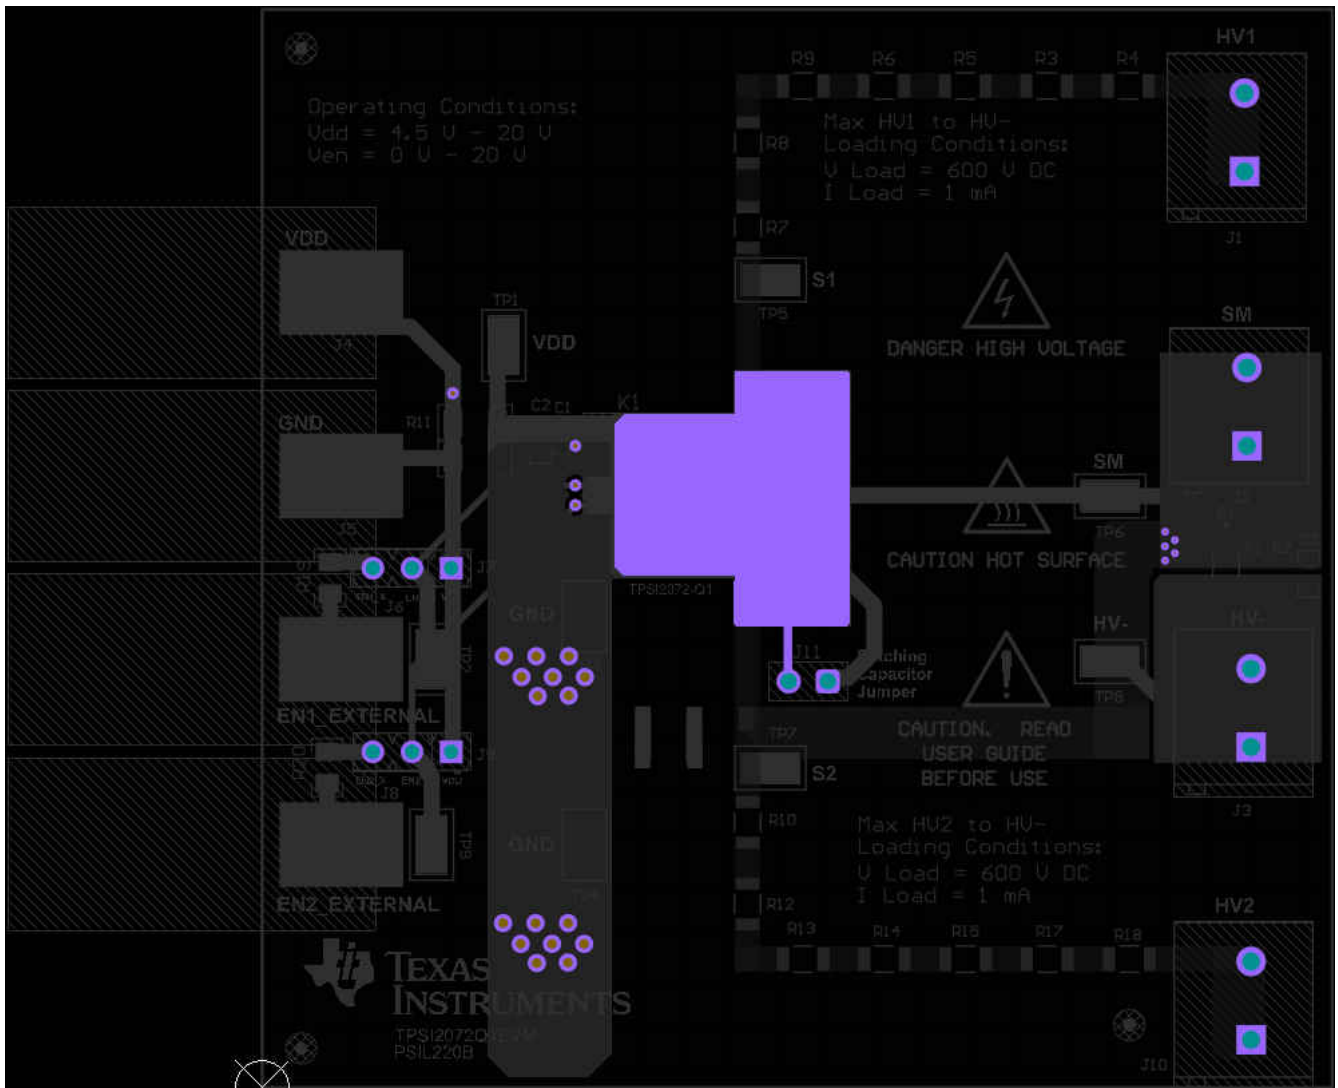 HV1
R9 R6 R5 R3 R4
Operating Conditions:
Vdd = 4.5 V - 20 V
Ven = 0 V - 20 V
Max HV1 to HV-
Loading Conditions:
V Load = 600 V DC
I Load = 1 mA
R8
R7
J1
VDD
S1
TP5
TP1
SM
J4
VDD
DANGER HIGH VOLTAGE
C2 C1
K1
GND
R11
SM
TP6
J5
CAUTION HOT SURFACE
J7
TPSI2072-Q1
J6
GND
HV-
HV-
J11
Capacitor
Jumper
TP2
TP8
EN1_EXTERNAL
CAUTION. READ
USER GUIDE
BEFORE USE
TP7
S2
R20
J9
J8
J3
R10
Max HV2 to HV-
Loading Conditions:
V Load = 600 V DC
I Load = 1 mA
TP9
GND
R12
EN2_EXTERNAL
HV2
R13 R14 R16 R17 R18
TEXAS
INSTRUMENTS
PSIL220B
J10